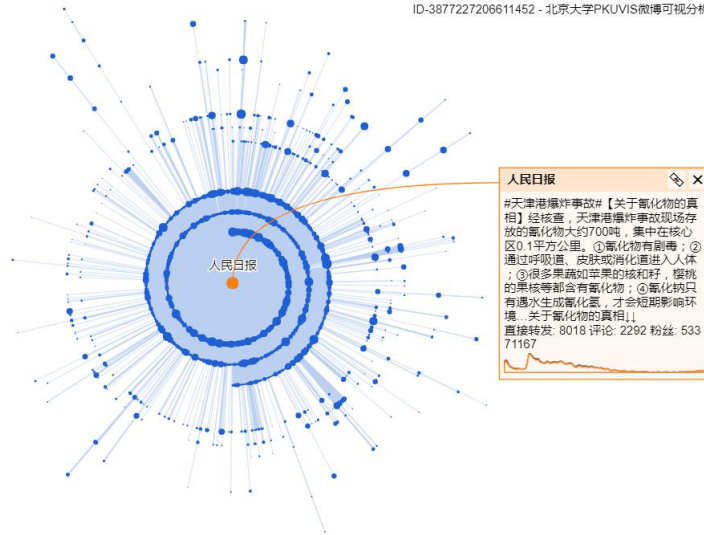 ID-3877227206611452 - 北京大学PKUVIS微博可视分析
人民日报
人民日报
#天津港爆炸事故#【关于氰化物的真
相】经核查，天津港爆炸事故现场存
放的氰化物大约700吨，集中在核心
区0.1平方公里。①氰化物有剧毒；②
通过呼吸道、皮肤或消化道进入人体
；③很多果蔬如苹果的核和籽，樱桃
的果核等都含有氰化物；④氰化钠只
有遇水生成氰化氢，才会短期影响环
境...关于氰化物的真相↓↓
直接转发: 8018 评论: 2292 粉丝: 533
71167